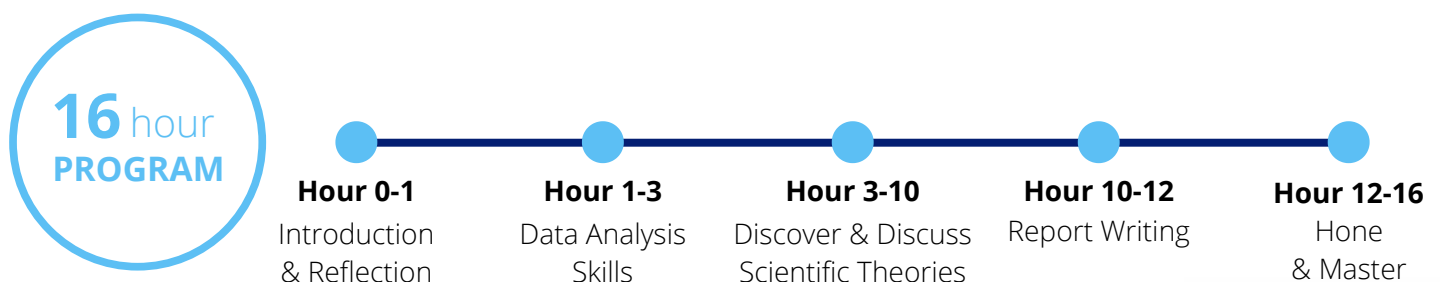 16 hour
PROGRAM
Hour 0-1
Introduction
& Reflection
Hour 1-3
Data Analysis
Skills
Hour 3-10
Discover & Discuss
Scientific Theories
Hour 10-12
Report Writing
Hour 12-16
Hone
& Master